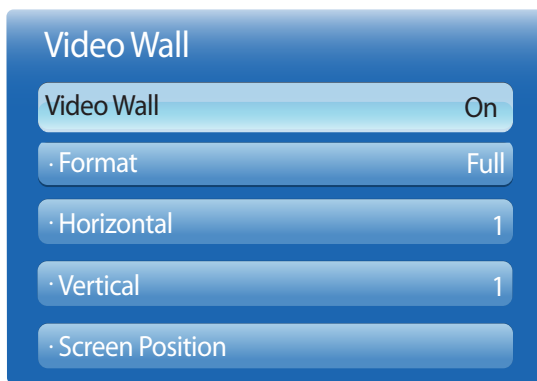 Video Wall
Video Wall On
· Format Full
· Horizontal 1
· Vertical 1
· Screen Position